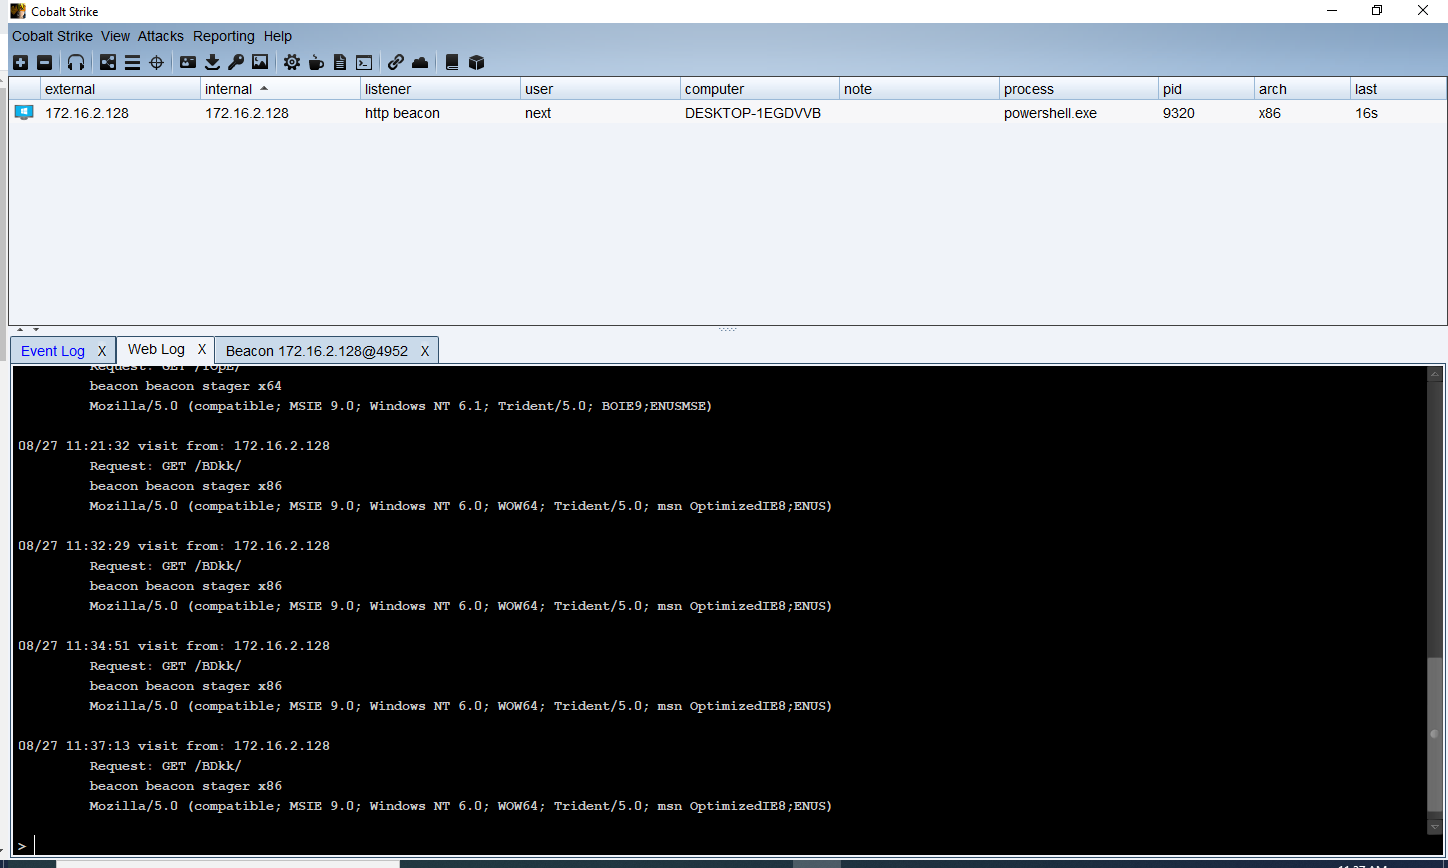 Cobalt Strike
Cobalt Strike View Attacks Reporting Help
external internal listener user computer note process pid arch last
172.16.2.128 172.16.2.128 http beacon next DESKTOP-1EGDVVB powershell.exe 9320 x86 16s
Event Log X Web Log X Beacon 172.16.2.128@4952 X
Request: GET
beacon beacon stager x64
Mozilla/5.0 (compatible; MSIE 9.0; Windows NT 6.1; Trident/5.0; BOIE9;ENUSMSE)
08/27 11:21:32 visit from: 172.16.2.128
Request: GET /BDkk/
beacon beacon stager x86
Mozilla/5.0 (compatible; MSIE 9.0; Windows NT 6.0; WOW64; Trident/5.0; msn OptimizedIE8;ENUS)
08/27 11:32:29 visit from: 172.16.2.128
Request: GET /BDkk/
beacon beacon stager x86
Mozilla/5.0 (compatible; MSIE 9.0; Windows NT 6.0; WOW64; Trident/5.0; msn OptimizedIE8;ENUS)
08/27 11:34:51 visit from: 172.16.2.128
Request: GET /BDkk/
beacon beacon stager x86
Mozilla/5.0 (compatible; MSIE 9.0; Windows NT 6.0; WOW64; Trident/5.0; msn OptimizedIE8;ENUS)
08/27 11:37:13 visit from: 172.16.2.128
Request: GET /BDkk/
beacon beacon stager x86
Mozilla/5.0 (compatible; MSIE 9.0; Windows NT 6.0; WOW64; Trident/5.0; msn OptimizedIE8;ENUS)
>